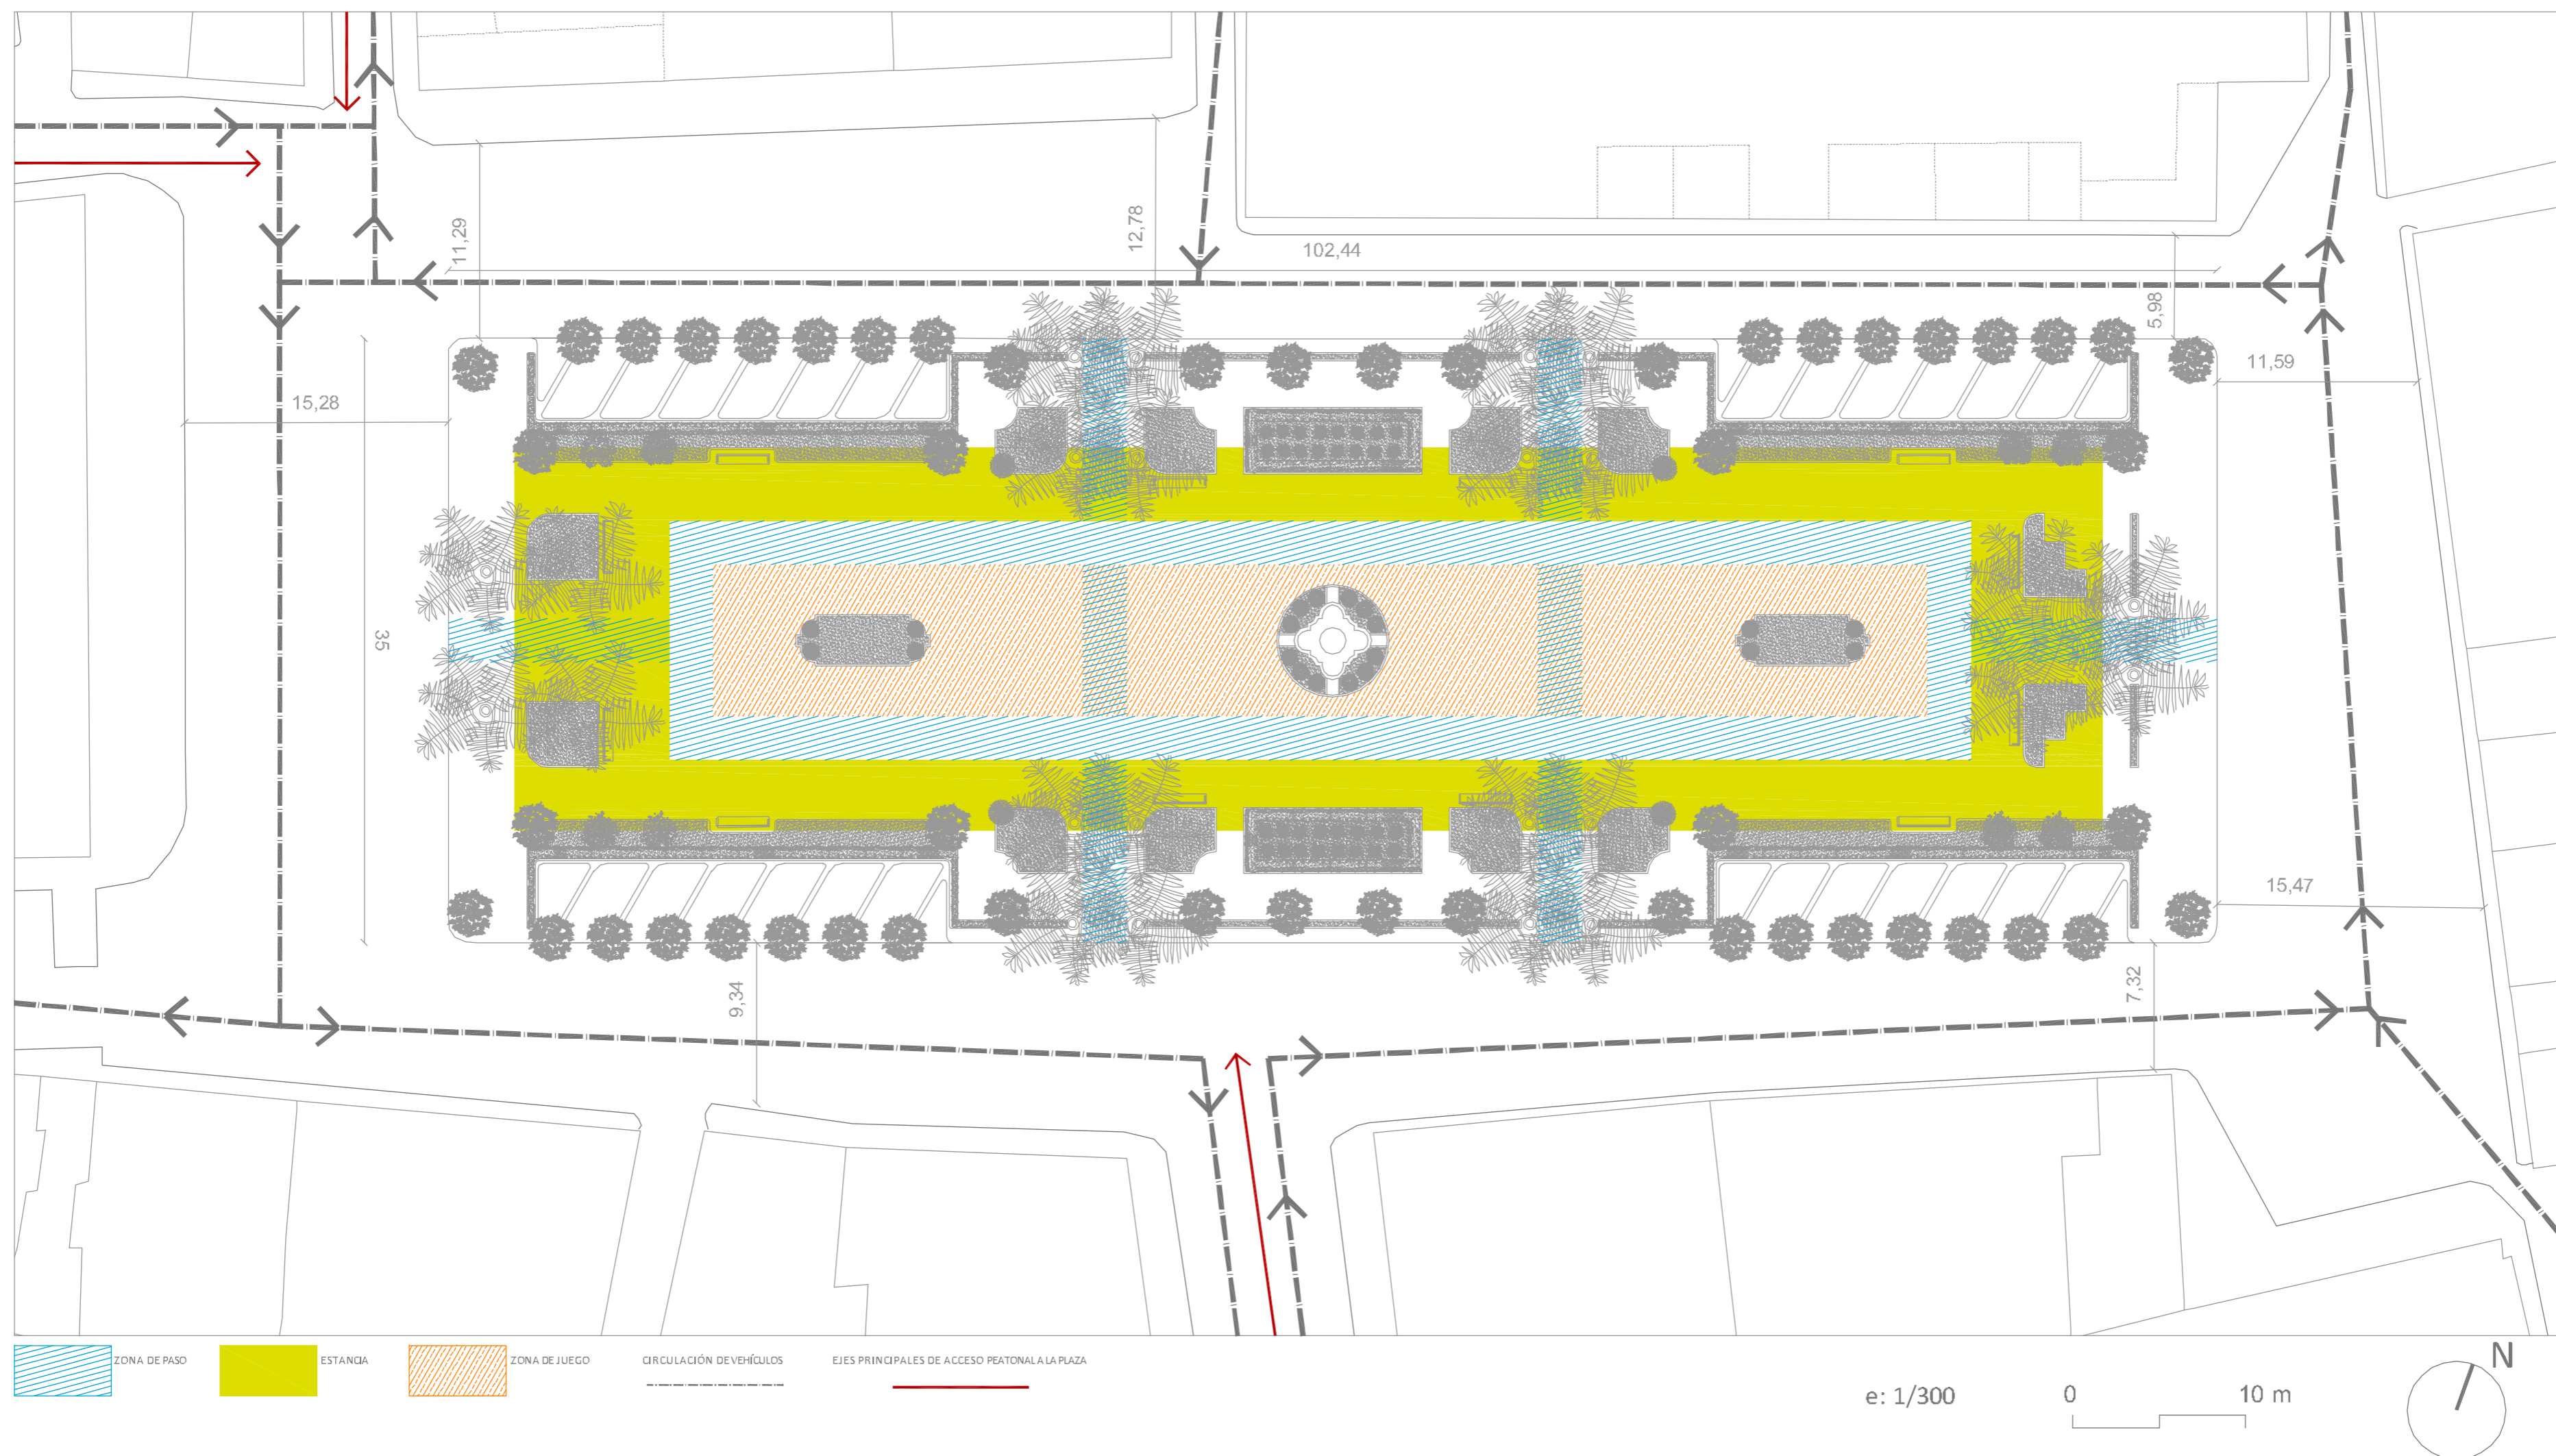 11,29
12,78
102,44
5,98
11,59
15,28
35
15,47
9,34
7,32
ZONA DE PASO
ESTANCIA
ZONA DE JUEGO
CIRCULACIÓN DE VEHÍCULOS
EJES PRINCIPALES DE ACCESO PEATONAL A LA PLAZA
e: 1/300
0 10 m
N